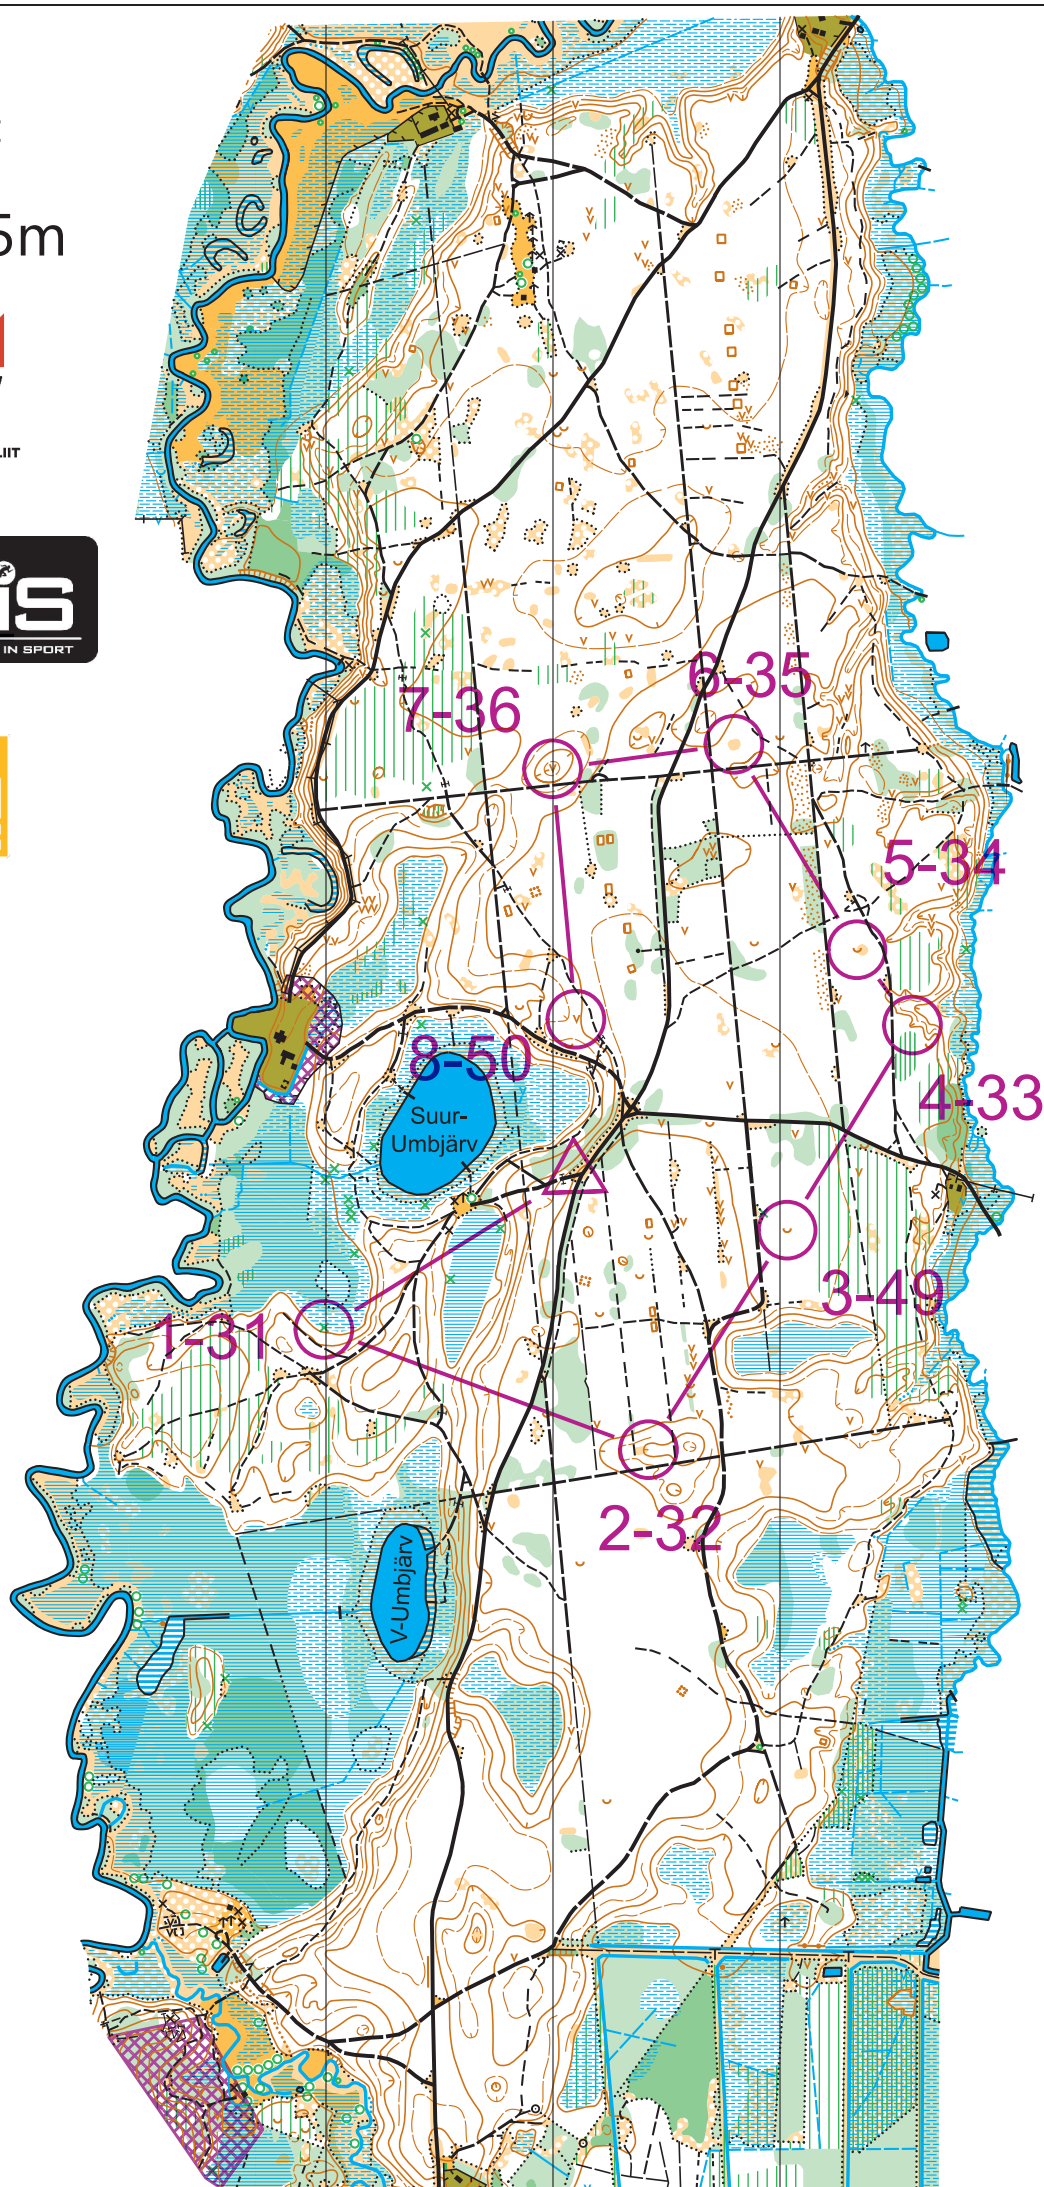 5m
LIIT
iS
IN SPORT
6-35
7-36
5-34
8-50
4-33
Suur-
Umbjärv
3-49
1-31
2-32
V-Umbjärv